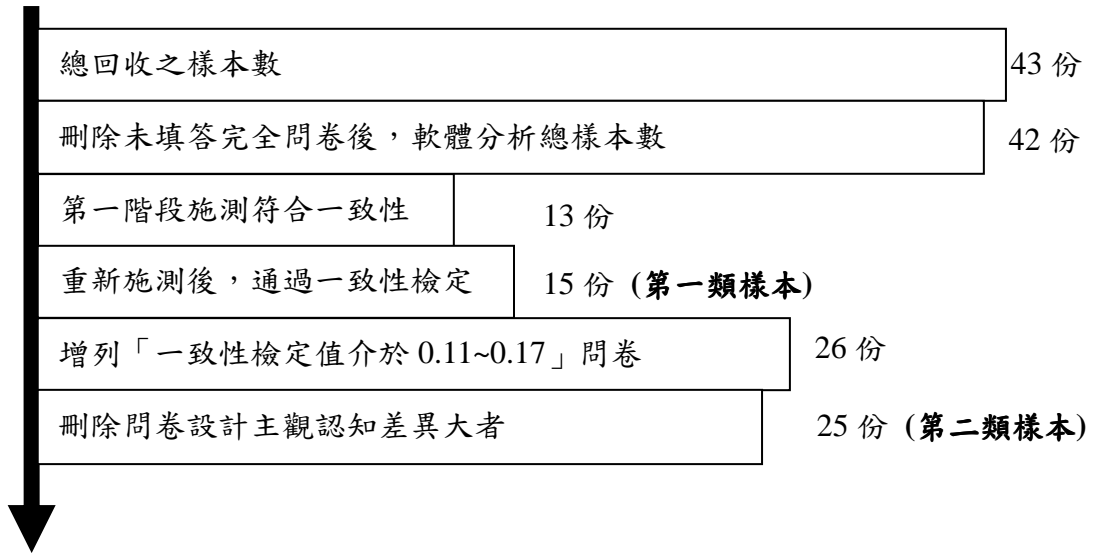 總回收之樣本數 43 份
刪除未填答完全問卷後，軟體分析總樣本數 42 份
第一階段施測符合一致性 13 份
重新施測後，通過一致性檢定 15 份 (第一類樣本)
增列「一致性檢定值介於 0.11~0.17」問卷 26 份
刪除問卷設計主觀認知差異大者 25 份 (第二類樣本)